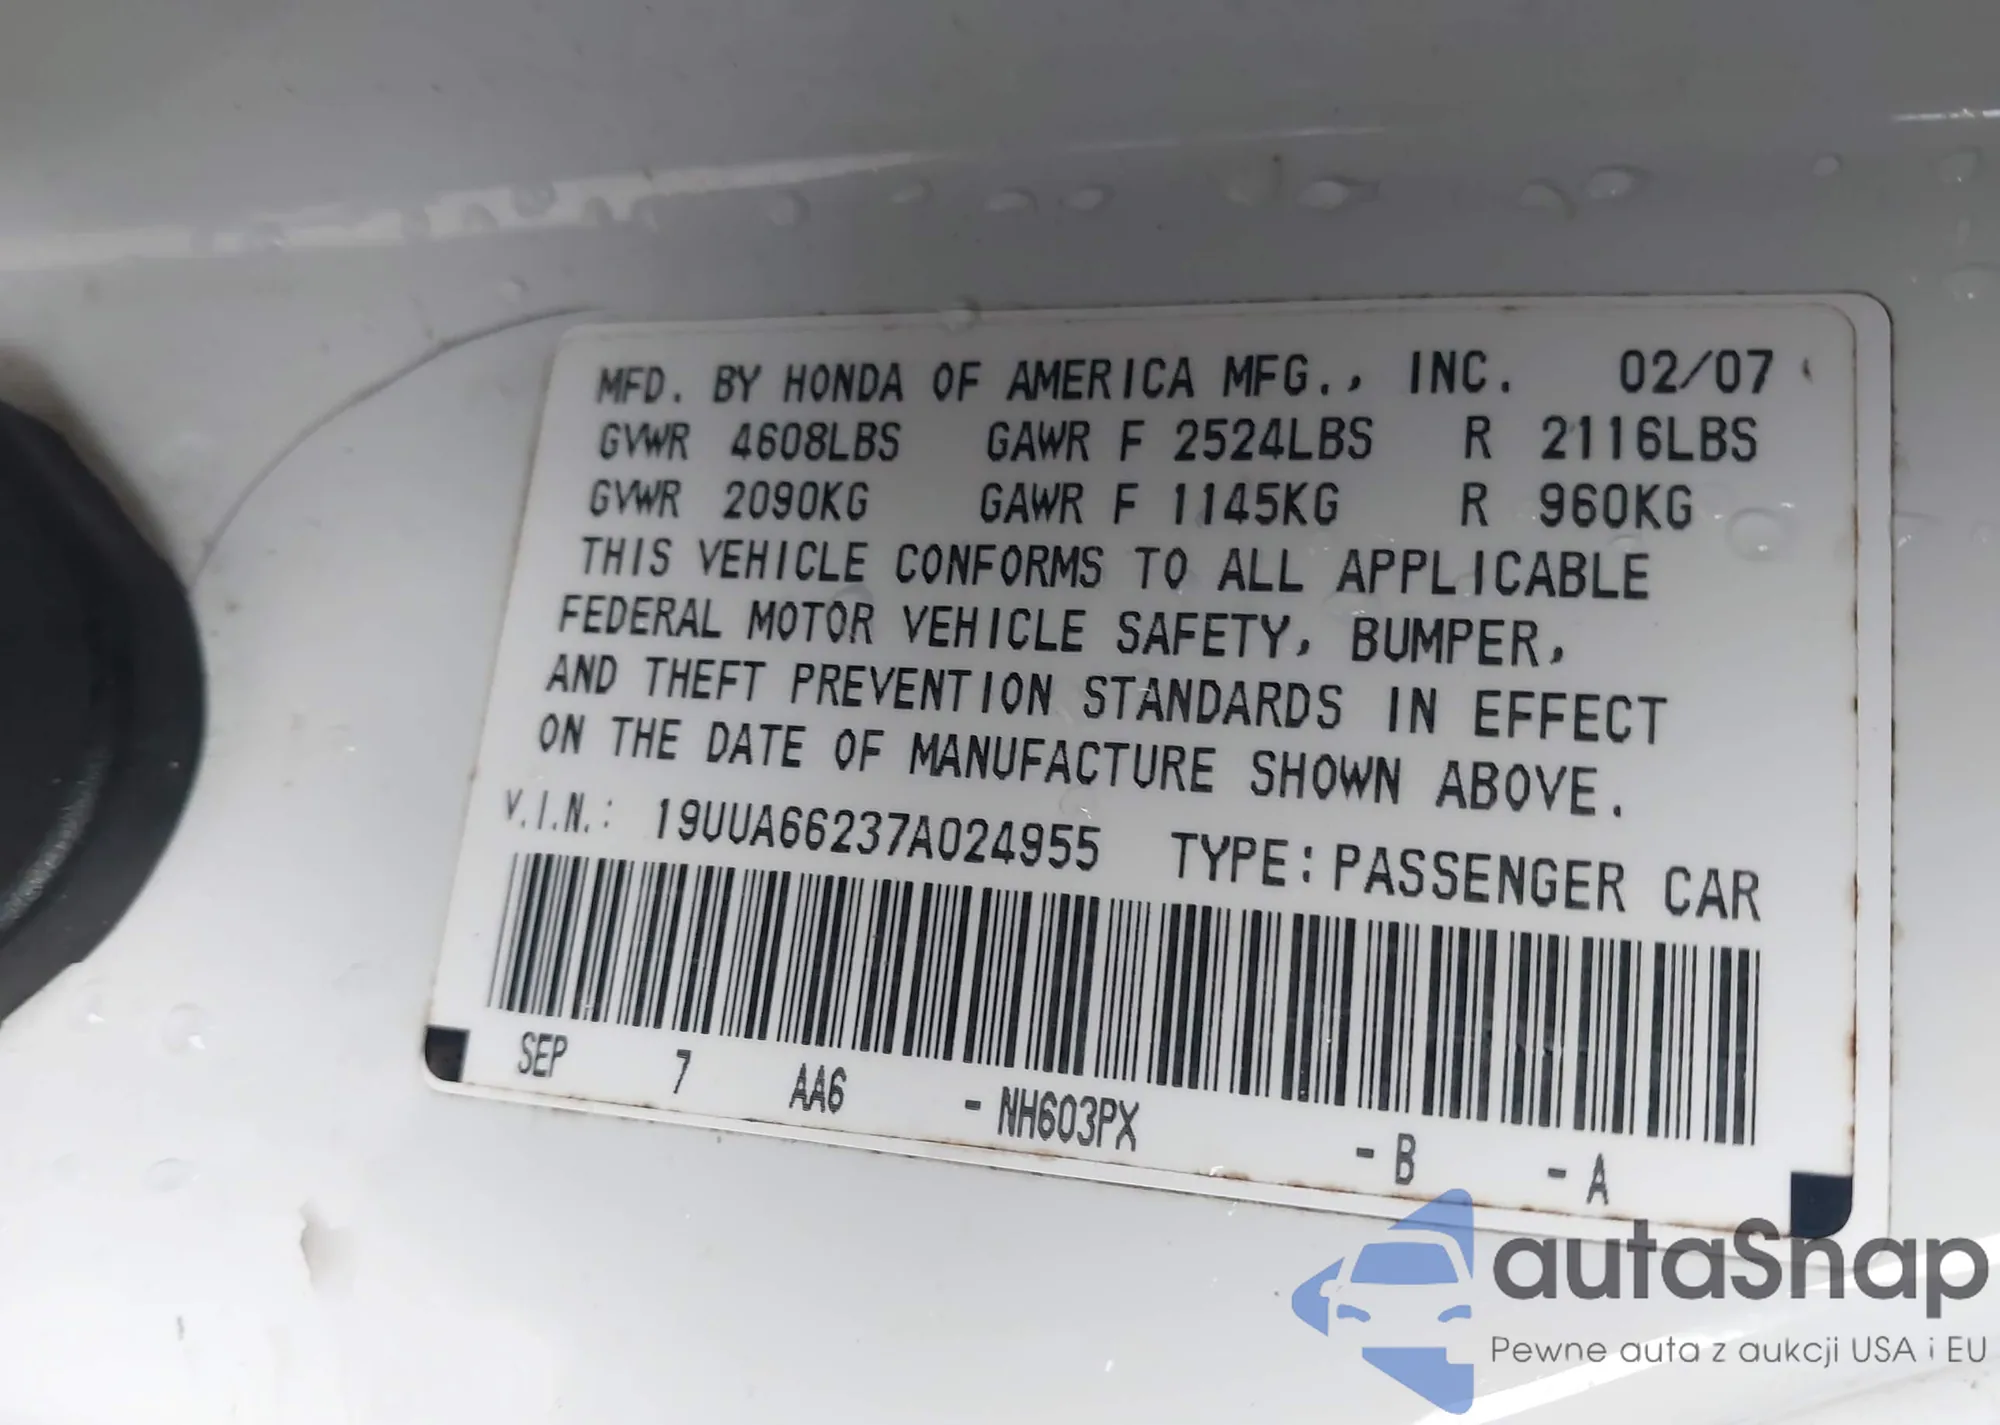 MFD. BY HONDA OF AMERICA MFG., INC. 02/07
GVWR 4608LBS GAWR F 2524LBS R 2116LBS
GVWR 2090KG GAWR F 1145KG R 960KG
THIS VEHICLE CONFORMS TO ALL APPLICABLE
FEDERAL MOTOR VEHICLE SAFETY, BUMPER,
AND THEFT PREVENTION STANDARDS IN EFFECT
ON THE DATE OF MANUFACTURE SHOWN ABOVE.
V.I.N.: 19UUA66237A024955 TYPE: PASSENGER CAR
SEP 7 AA6 - NH603PX - B - A
autaSnap
Pewne auta z aukcji USA i EU